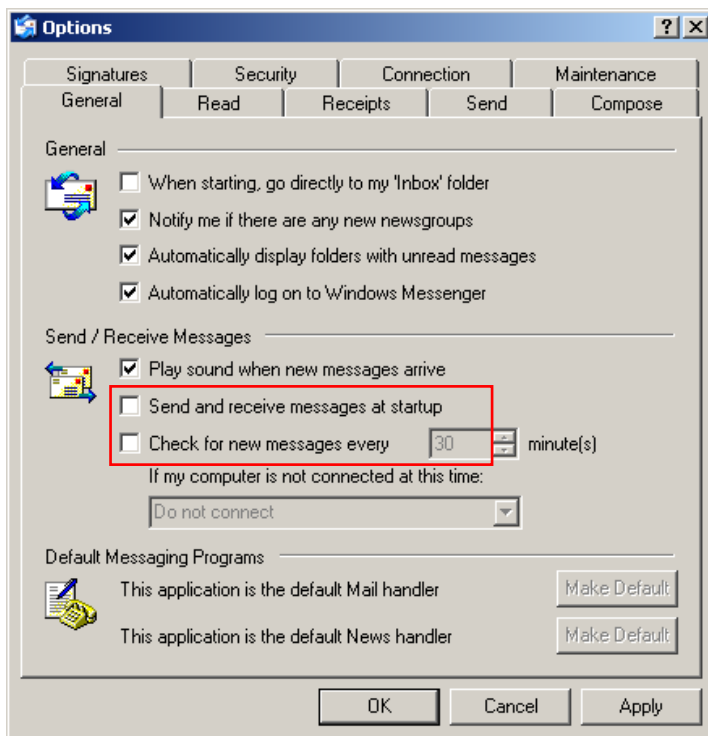 Options
Signatures Security Connection Maintenance
General Read Receipts Send Compose
General
When starting, go directly to my 'Inbox' folder
Notify me if there are any new newsgroups
Automatically display folders with unread messages
Automatically log on to Windows Messenger
Send / Receive Messages
Play sound when new messages arrive
Send and receive messages at startup
Check for new messages every 30 minute(s)
If my computer is not connected at this time:
Do not connect
Default Messaging Programs
This application is the default Mail handler Make Default
This application is the default News handler Make Default
OK Cancel Apply